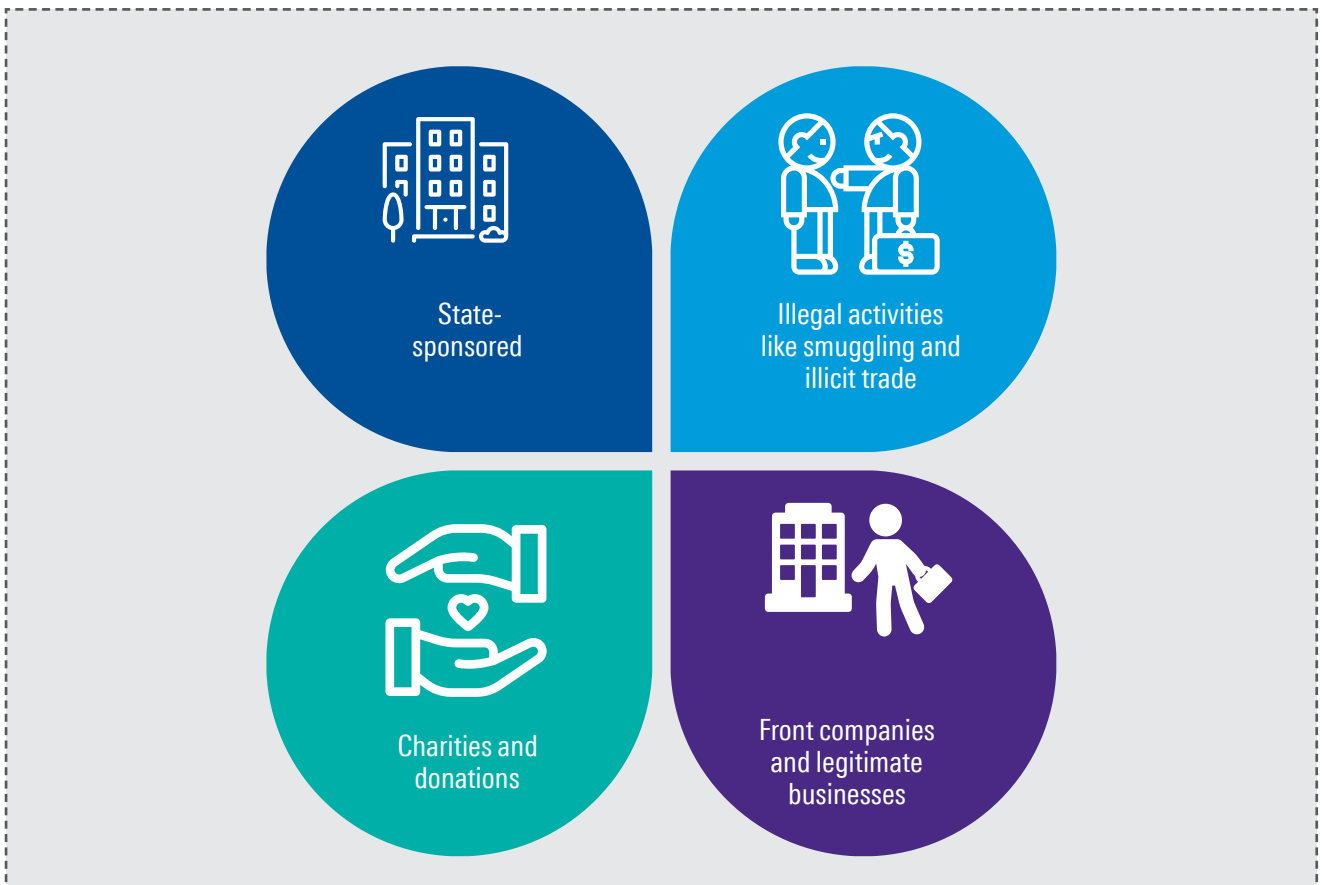 State-
sponsored
Illegal activities
like smuggling and
illicit trade
$
Charities and
donations
Front companies
and legitimate
businesses